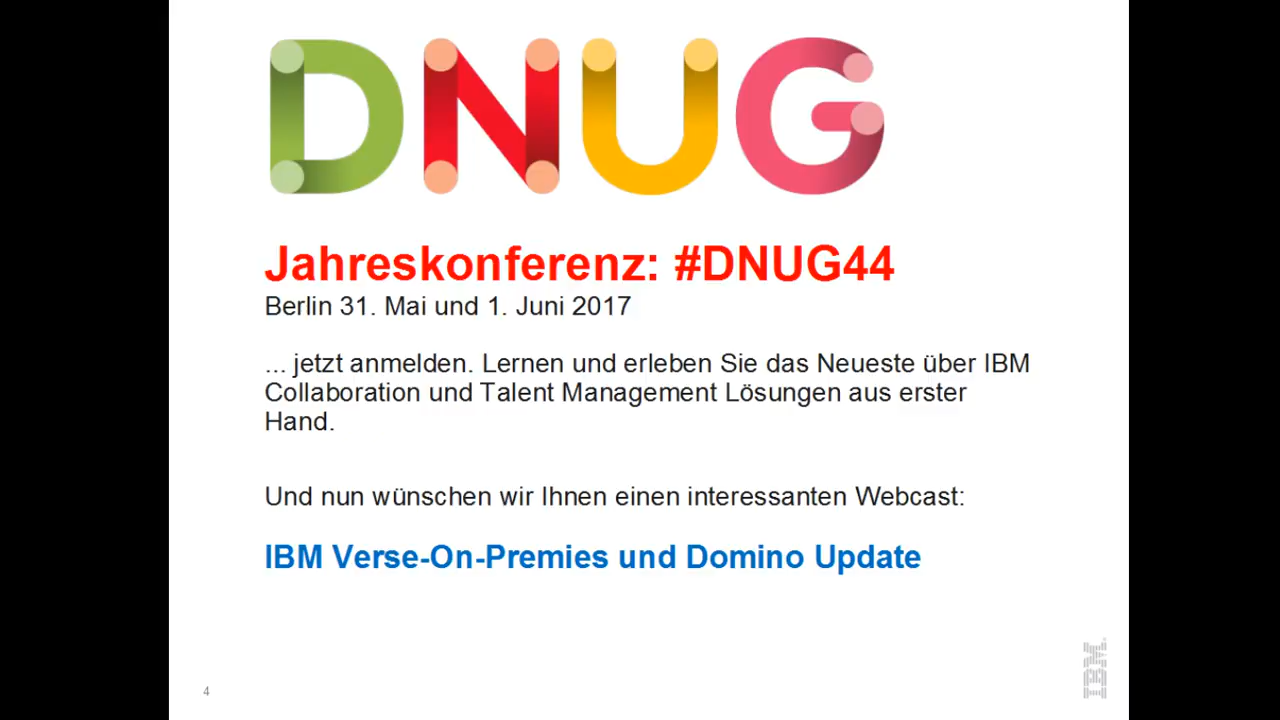 DNUG
Jahreskonferenz: #DNUG44
Berlin 31. Mai und 1. Juni 2017
... jetzt anmelden. Lernen und erleben Sie das Neueste über IBM
Collaboration und Talent Management Lösungen aus erster
Hand.
Und nun wünschen wir Ihnen einen interessanten Webcast:
IBM Verse-On-Premies und Domino Update
4
IBM